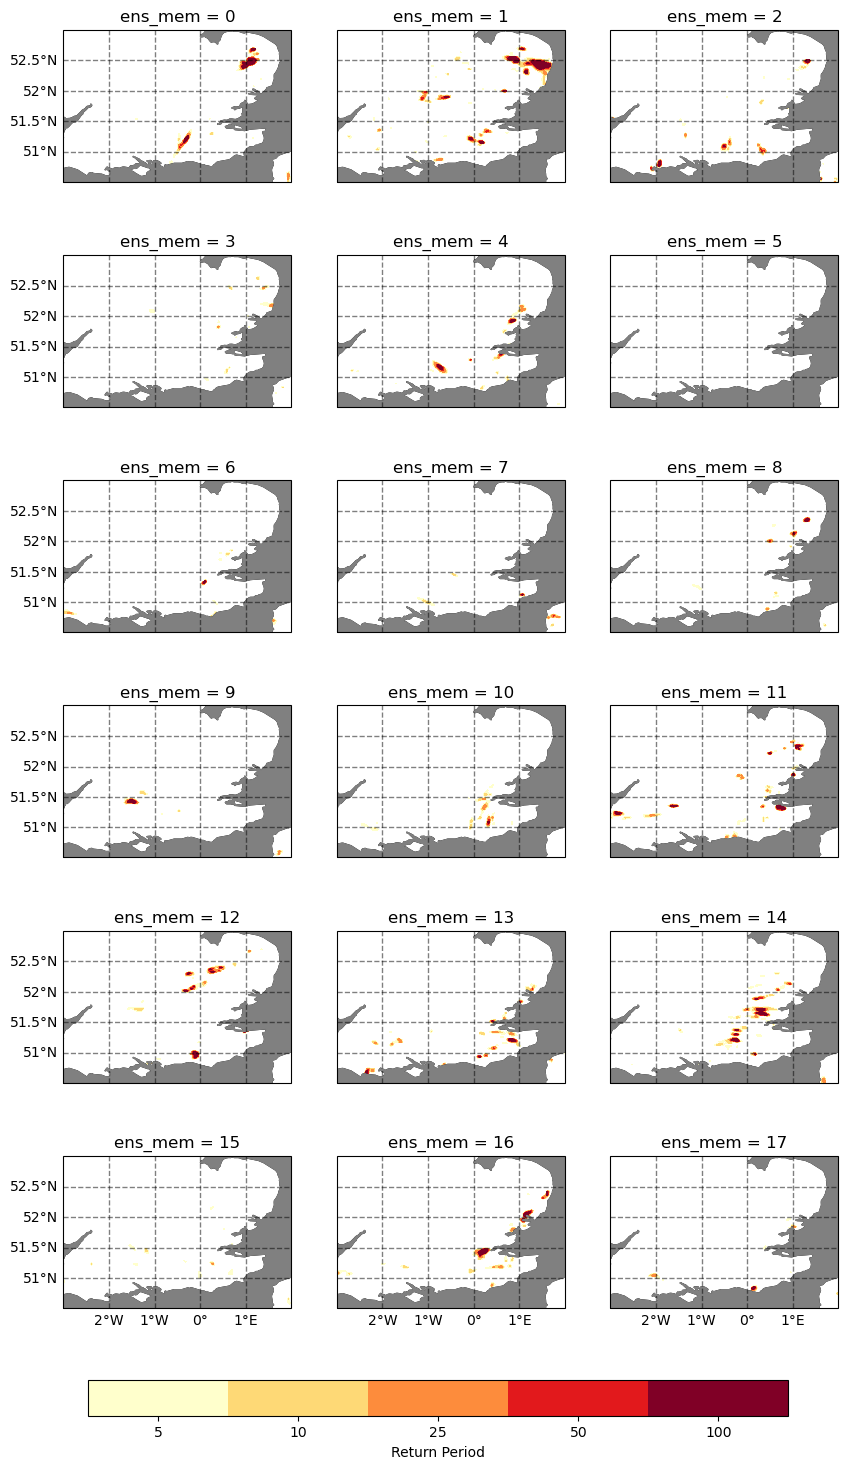 ens_mem = 0 ens_mem = 1 ens_mem = 2
52.5°N
52°N
51.5°N
51°N
ens_mem = 3 ens_mem = 4 ens_mem = 5
52.5°N
52°N
51.5°N
51°N
ens_mem = 6 ens_mem = 7 ens_mem = 8
52.5°N
52°N
51.5°N
51°N
ens_mem = 9 ens_mem = 10 ens_mem = 11
52.5°N
52°N
51.5°N
51°N
ens_mem = 12 ens_mem = 13 ens_mem = 14
52.5°N
52°N
51.5°N
51°N
ens_mem = 15 ens_mem = 16 ens_mem = 17
52.5°N
52°N
51.5°N
51°N
2°W 1°W 0° 1°E 2°W 1°W 0° 1°E 2°W 1°W 0° 1°E
5 10 25 50 100
Return Period